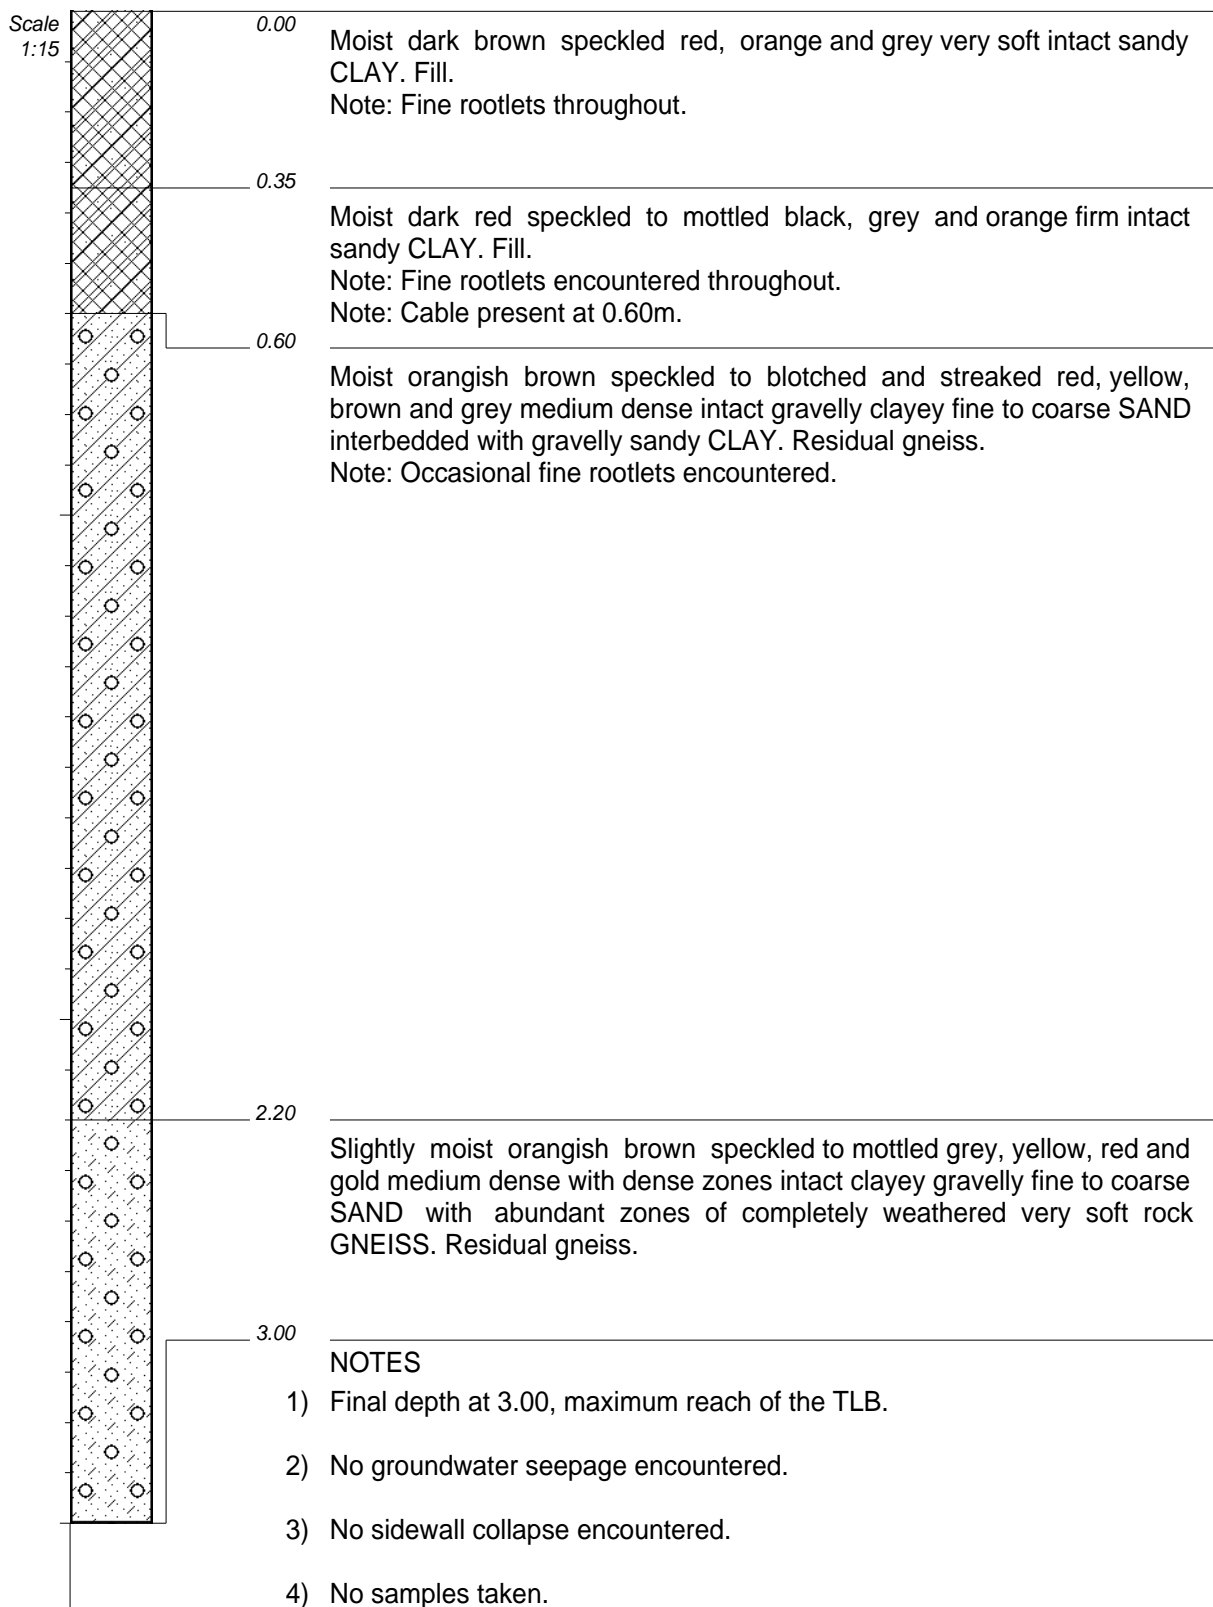 Scale
1:15
0.00
Moist dark brown speckled red, orange and grey very soft intact sandy
CLAY. Fill.
Note: Fine rootlets throughout.
0.35
Moist dark red speckled to mottled black, grey and orange firm intact
sandy CLAY. Fill.
Note: Fine rootlets encountered throughout.
Note: Cable present at 0.60m.
0.60
Moist orangish brown speckled to blotched and streaked red, yellow,
brown and grey medium dense intact gravelly clayey fine to coarse SAND
interbedded with gravelly sandy CLAY. Residual gneiss.
Note: Occasional fine rootlets encountered.
2.20
Slightly moist orangish brown speckled to mottled grey, yellow, red and
gold medium dense with dense zones intact clayey gravelly fine to coarse
SAND with abundant zones of completely weathered very soft rock
GNEISS. Residual gneiss.
3.00
NOTES
1) Final depth at 3.00, maximum reach of the TLB.
2) No groundwater seepage encountered.
3) No sidewall collapse encountered.
4) No samples taken.